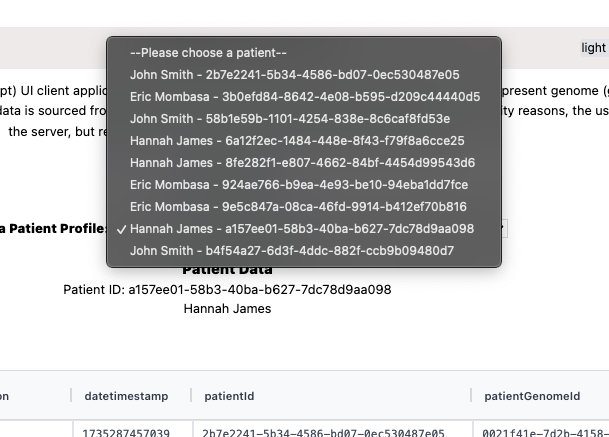 light
--Please choose a patient--
John Smith - 2b7e2241-5b34-4586-bd07-0ec530487e05
pt) UI client applic
present genome (g
Eric Mombasa - 3b0efd84-8642-4e08-b595-d209c44440d5
data is sourced fro
ity reasons, the us
John Smith - 58b1e59b-1101-4254-838e-8c6caf8fd53e
the server, but re
Hannah James - 6a12f2ec-1484-448e-8f43-f79f8a6cce25
Hannah James - 8fe282f1-e807-4662-84bf-4454d99543d6
Eric Mombasa - 924ae766-b9ea-4e93-be10-94eba1dd7fce
Eric Mombasa - 9e5c847a-08ca-46fd-9914-b412ef70b816
a Patient Profile:
✓ Hannah James - a157ee01-58b3-40ba-b627-7dc78d9aa098
John Smith - b4f54a27-6d3f-4ddc-882f-ccb9b09480d7
Patient Data
Patient ID: a157ee01-58b3-40ba-b627-7dc78d9aa098
Hannah James
on datetimestamp patientId patientGenomeId
1735287457039 2b7e2241-5b34-4586-bd07-0ec530487e05 0021f41e-7d2b-4158-